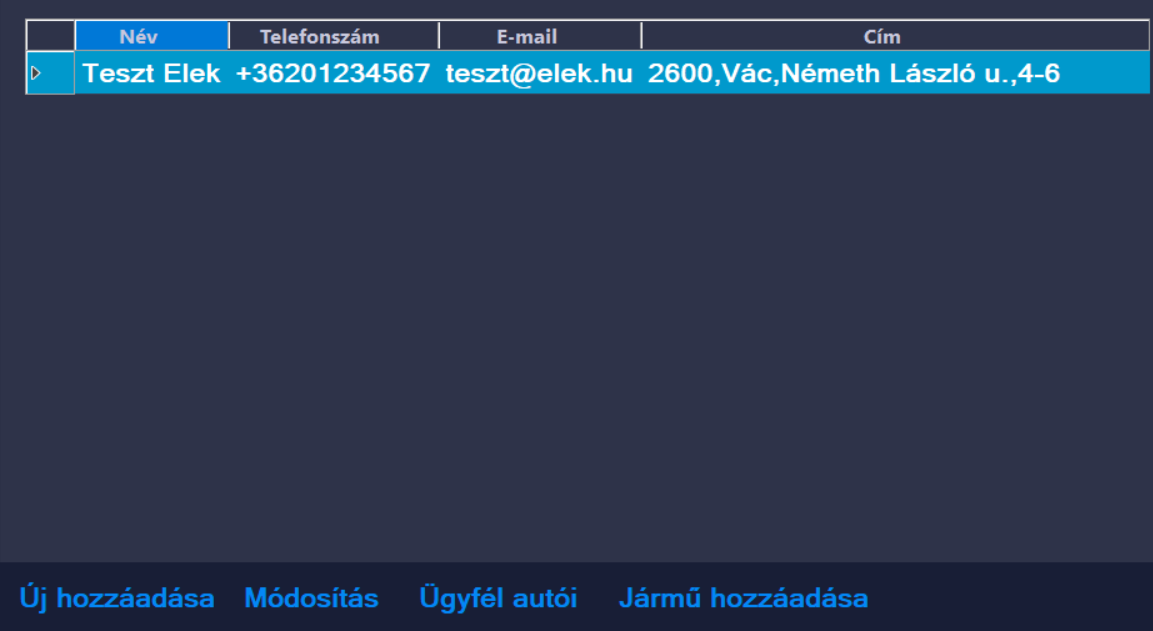 Név Telefonszám E-mail Cím
Teszt Elek +36201234567 teszt@elek.hu 2600,Vác,Németh László u.,4-6
Új hozzáadása Módosítás Ügyfél autói Jármű hozzáadása